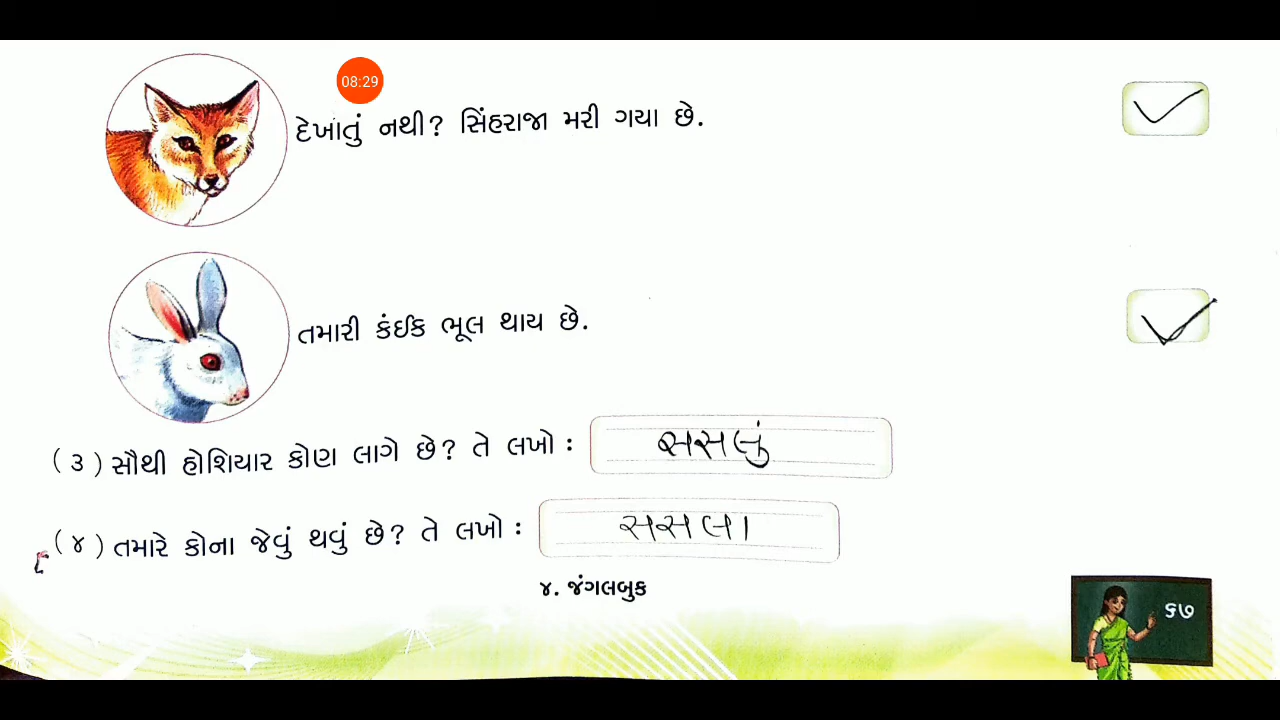 08:29
દેખાતું નથી? સિંહરાજા મરી ગયા છે.
તમારી કંઈક ભૂલ થાય છે.
(૩) સૌથી હોશિયાર કોણ લાગે છે? તે લખો : સસલું
(૪) તમારે કોના જેવું થવું છે? તે લખો : સસલા
૪. જંગલબુક
૬૭